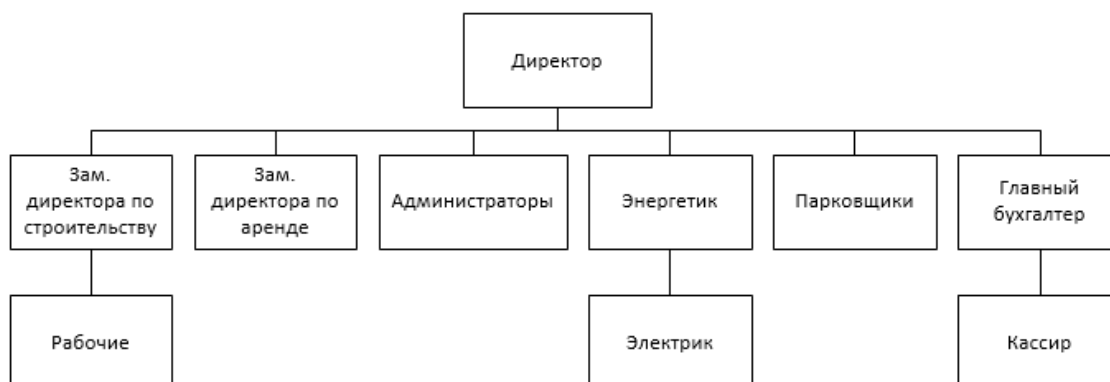 Директор
Зам.
директора по
строительству
Зам.
директора по
аренде
Администраторы
Энергетик
Парковщики
Главный
бухгалтер
Рабочие
Электрик
Кассир